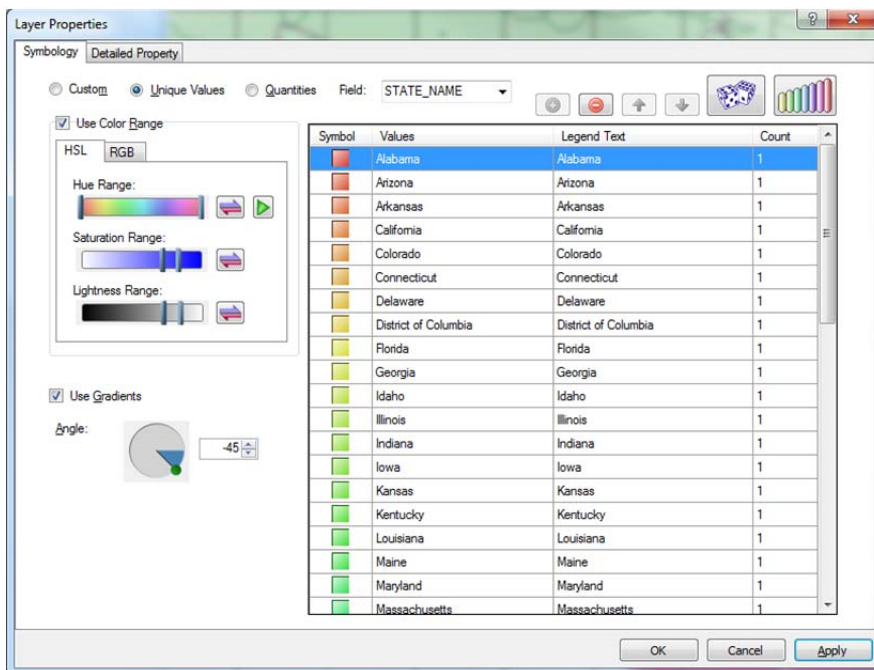 Layer Properties
Symbology Detailed Property
Custom Unique Values Quantities Field: STATE_NAME
Use Color Range
HSL RGB
Hue Range:
Saturation Range:
Lightness Range:
Use Gradients
Angle:
-45
Symbol Values Legend Text Count
Alabama Alabama 1
Arizona Arizona 1
Arkansas Arkansas 1
California California 1
Colorado Colorado 1
Connecticut Connecticut 1
Delaware Delaware 1
District of Columbia District of Columbia 1
Florida Florida 1
Georgia Georgia 1
Idaho Idaho 1
Illinois Illinois 1
Indiana Indiana 1
Iowa Iowa 1
Kansas Kansas 1
Kentucky Kentucky 1
Louisiana Louisiana 1
Maine Maine 1
Maryland Maryland 1
Massachusetts Massachusetts 1
OK Cancel Apply